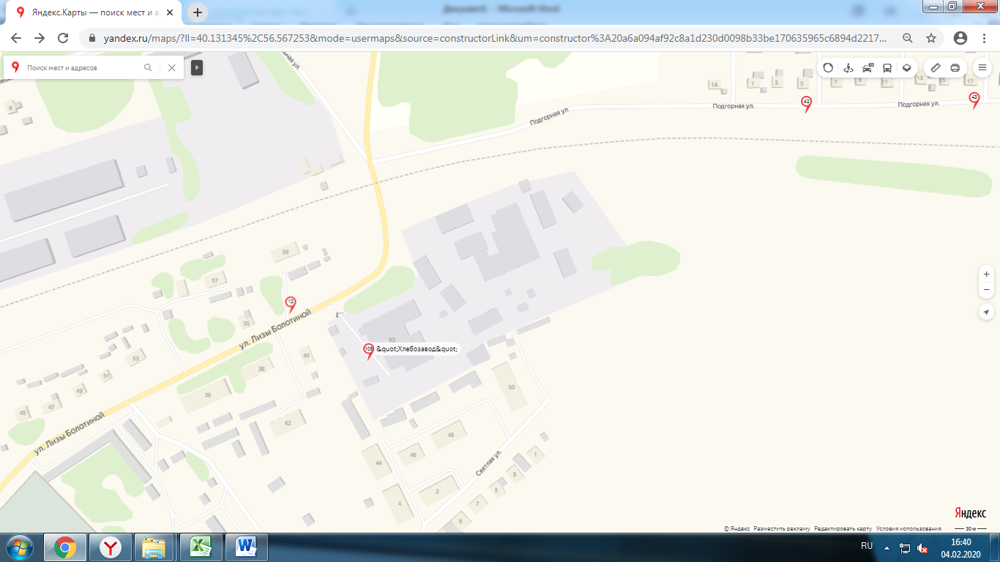 Документ1 - Microsoft Word
Яндекс.Карты — поиск мест и а
yandex.ru/maps/?ll=40.131345%2C56.567253&mode=usermaps&source=constructorLink&um=constructor%3A20a6a094af92c8a1d230d0098b33be170635965c6894d2217...
Поиск мест и адресов
льная ул.
6
1А
1
3
5
7
9
11
13
15
17
42
43
Подгорная ул.
Подгорная ул.
Подгорная ул.
59
57
12
55
ул. Лизы Болотиной
52
105
&quot;Хлебозавод&quot;
53
51
49
47
45
40
38
36
42
50
ул. Лизы Болотиной
48
46
44
Светлая ул.
1
3
5
7
9
2
4
Яндекс
© Яндекс Разместить рекламу Редактировать карту Условия использования 30 м
RU
16:40
04.02.2020